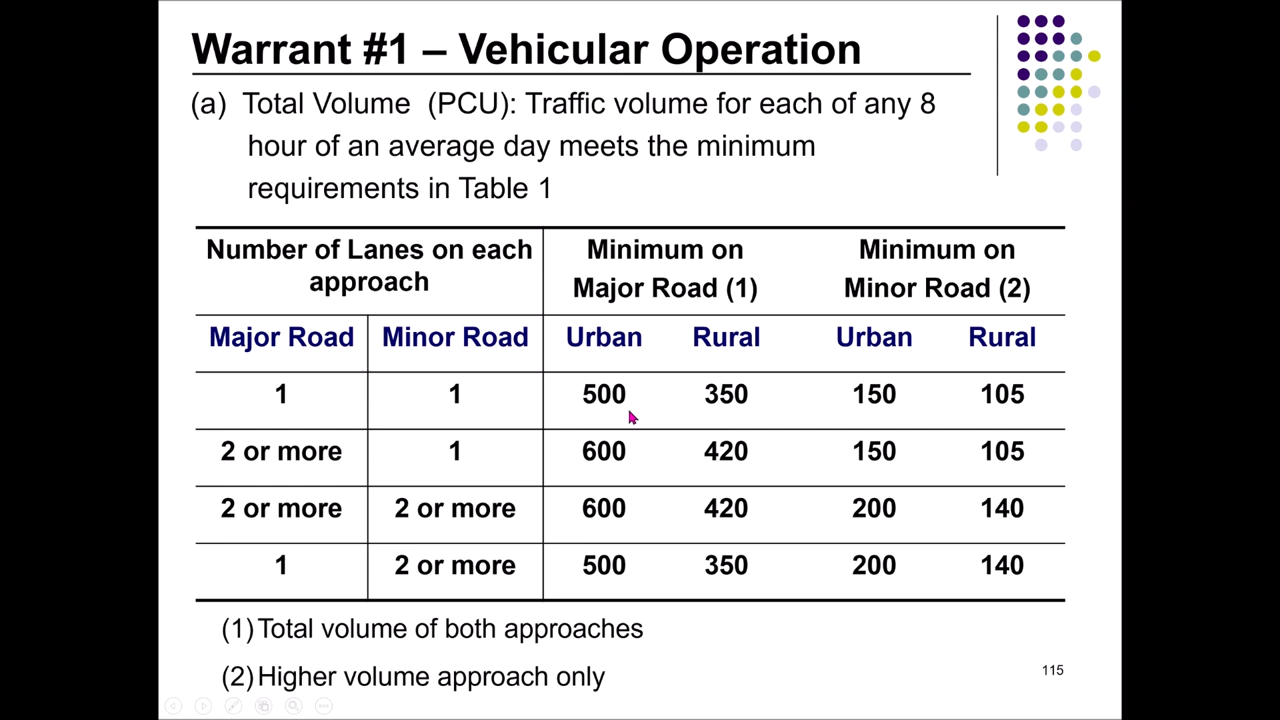 Warrant #1 – Vehicular Operation
(a) Total Volume (PCU): Traffic volume for each of any 8
hour of an average day meets the minimum
requirements in Table 1
Number of Lanes on each
approach
Minimum on
Major Road (1)
Minimum on
Minor Road (2)
Major Road Minor Road Urban Rural Urban Rural
1 1 500 350 150 105
2 or more 1 600 420 150 105
2 or more 2 or more 600 420 200 140
1 2 or more 500 350 200 140
(1) Total volume of both approaches
(2) Higher volume approach only
115